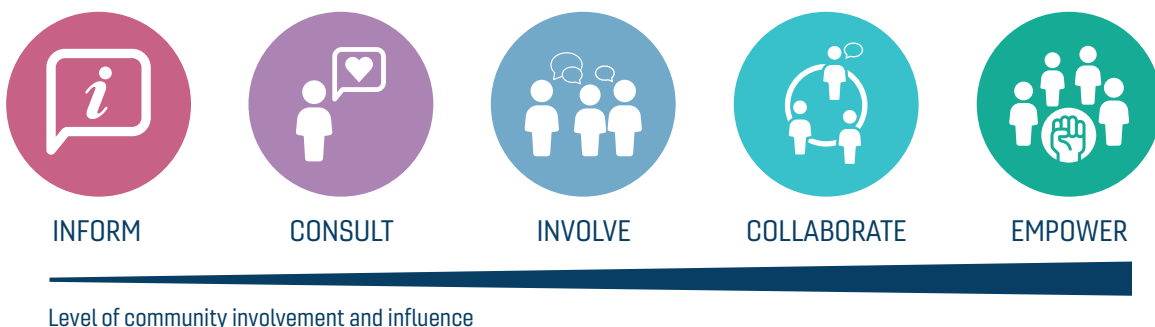 i
INFORM CONSULT INVOLVE COLLABORATE EMPOWER
Level of community involvement and influence